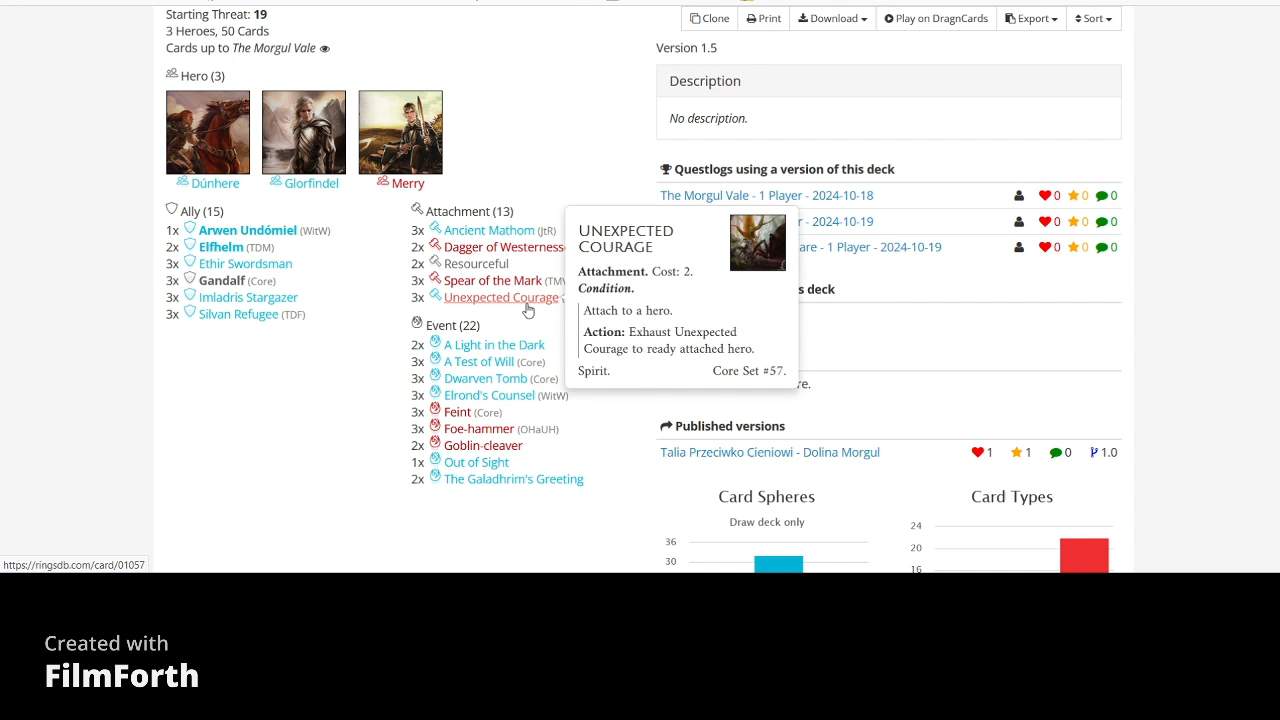 Starting Threat: 19
3 Heroes, 50 Cards
Cards up to The Morgul Vale
Hero (3)
Dúnhere
Glorfindel
Merry
Ally (15)
1x Arwen Undómiel (WitW)
2x Elfhelm (TDM)
3x Ethir Swordsman
3x Gandalf (Core)
3x Imladris Stargazer
3x Silvan Refugee (TDF)
Attachment (13)
3x Ancient Mathom (JtR)
2x Dagger of Westernesse
2x Resourceful
3x Spear of the Mark (TMV
3x Unexpected Courage
Event (22)
2x A Light in the Dark
3x A Test of Will (Core)
3x Dwarven Tomb (Core)
3x Elrond's Counsel (WitW)
3x Feint (Core)
3x Foe-hammer (OHaUH)
2x Goblin-cleaver
1x Out of Sight
2x The Galadhrim's Greeting
UNEXPECTED
COURAGE
Attachment. Cost: 2.
Condition.
Attach to a hero.
Action: Exhaust Unexpected
Courage to ready attached hero.
Spirit. Core Set #57.
Clone Print Download Play on DragnCards Export Sort
Version 1.5
Description
No description.
Questlogs using a version of this deck
The Morgul Vale - 1 Player - 2024-10-18 0 0 0
r - 2024-10-19 0 0 0
are - 1 Player - 2024-10-19 0 0 0
s deck
re.
Published versions
Talia Przeciwko Cieniowi - Dolina Morgul 1 1 0 1.0
Card Spheres
Draw deck only
36
30
Card Types
24
20
16
https://ringsdb.com/card/01057
Created with
FilmForth